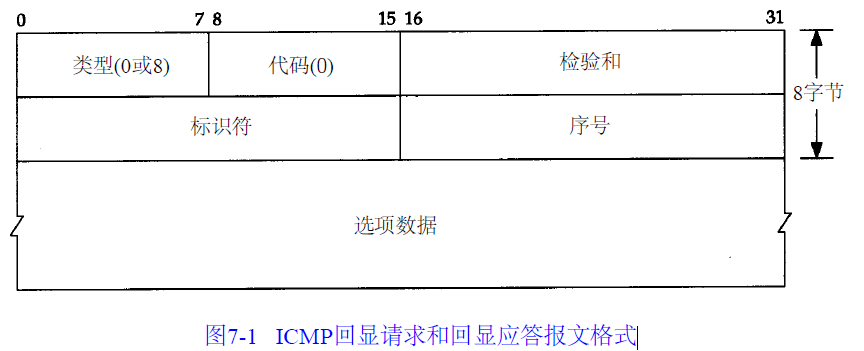 0 7 8 15 16 31
类型(0或8) 代码(0) 检验和
8字节
标识符 序号
选项数据
图7-1 ICMP回显请求和回显应答报文格式